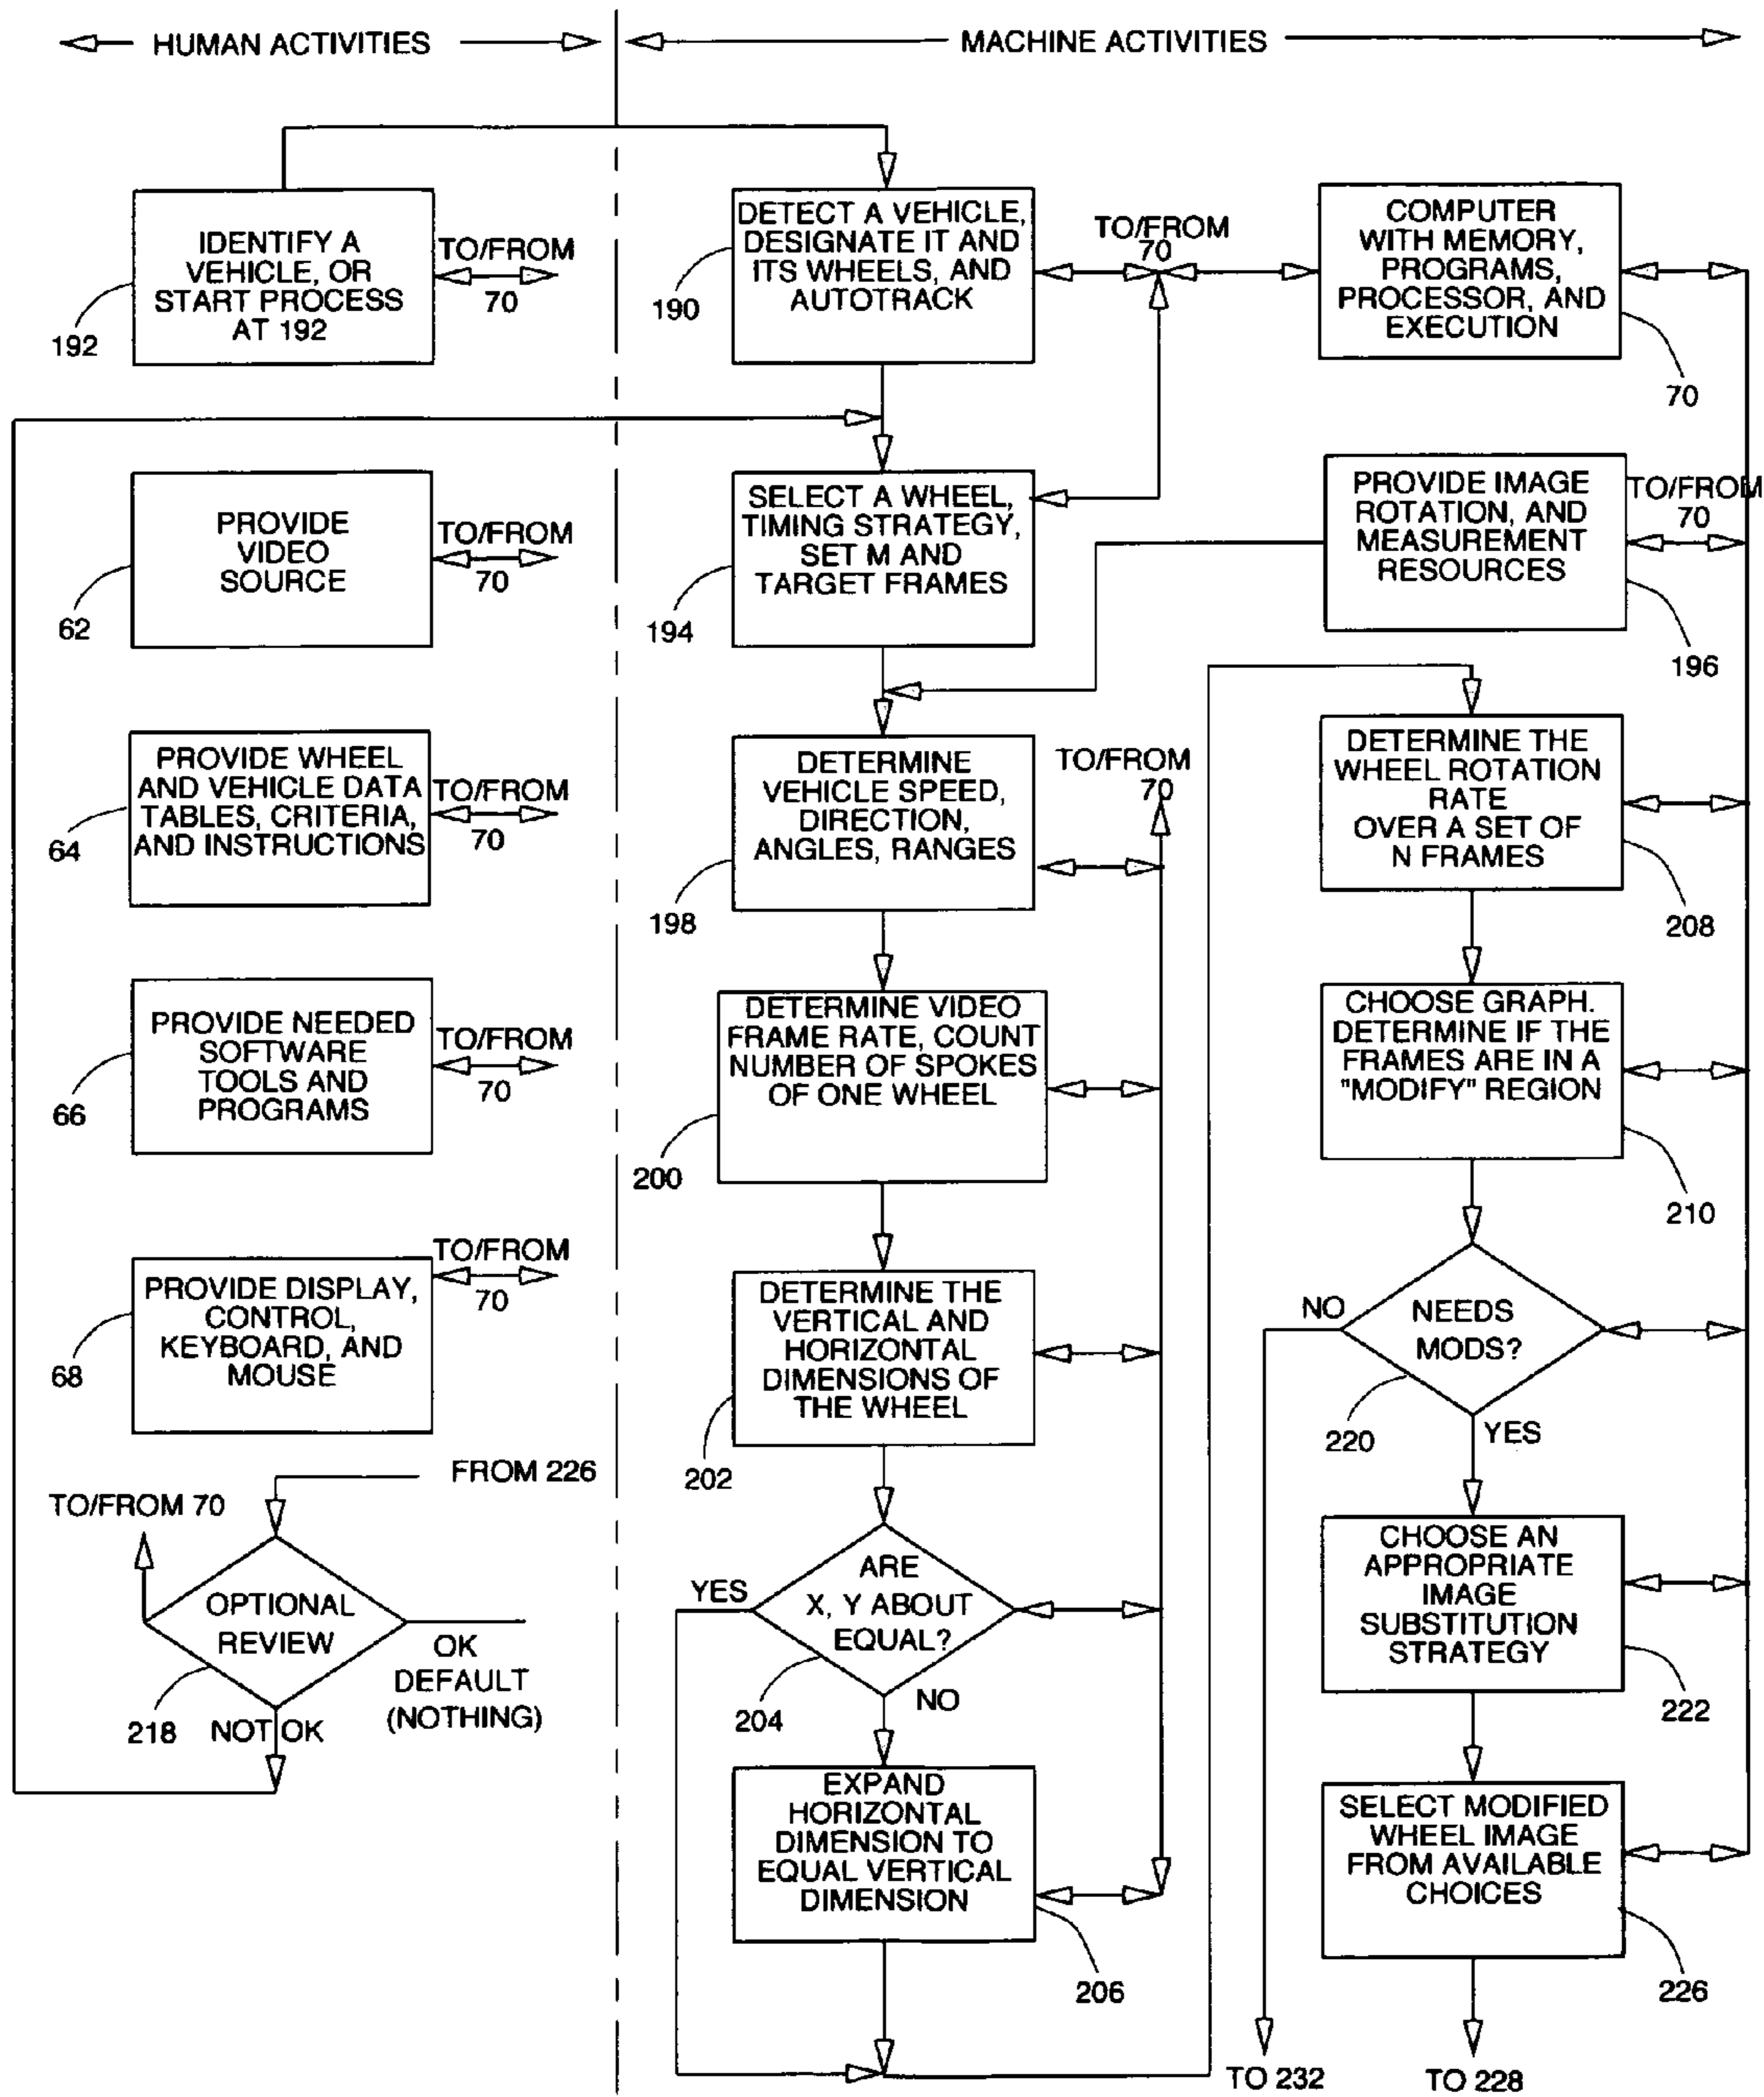 HUMAN ACTIVITIES
MACHINE ACTIVITIES
IDENTIFY A
VEHICLE, OR
START PROCESS
AT 192
TO/FROM
70
192
PROVIDE
VIDEO
SOURCE
TO/FROM
70
62
PROVIDE WHEEL
AND VEHICLE DATA
TABLES, CRITERIA,
AND INSTRUCTIONS
TO/FROM
70
64
PROVIDE NEEDED
SOFTWARE
TOOLS AND
PROGRAMS
TO/FROM
70
66
PROVIDE DISPLAY,
CONTROL,
KEYBOARD, AND
MOUSE
TO/FROM
70
68
FROM 226
TO/FROM 70
OPTIONAL
REVIEW
OK
DEFAULT
(NOTHING)
218
NOT OK
DETECT A VEHICLE,
DESIGNATE IT AND
ITS WHEELS, AND
AUTOTRACK
TO/FROM
70
190
SELECT A WHEEL,
TIMING STRATEGY,
SET M AND
TARGET FRAMES
194
DETERMINE
VEHICLE SPEED,
DIRECTION,
ANGLES, RANGES
TO/FROM
70
198
DETERMINE VIDEO
FRAME RATE, COUNT
NUMBER OF SPOKES
OF ONE WHEEL
200
DETERMINE THE
VERTICAL AND
HORIZONTAL
DIMENSIONS OF
THE WHEEL
202
ARE
X, Y ABOUT
EQUAL?
YES
NO
204
EXPAND
HORIZONTAL
DIMENSION TO
EQUAL VERTICAL
DIMENSION
206
COMPUTER
WITH MEMORY,
PROGRAMS,
PROCESSOR, AND
EXECUTION
70
PROVIDE IMAGE
ROTATION, AND
MEASUREMENT
RESOURCES
TO/FROM
70
196
DETERMINE THE
WHEEL ROTATION
RATE
OVER A SET OF
N FRAMES
208
CHOOSE GRAPH.
DETERMINE IF THE
FRAMES ARE IN A
"MODIFY" REGION
210
NEEDS
MODS?
NO
YES
220
CHOOSE AN
APPROPRIATE
IMAGE
SUBSTITUTION
STRATEGY
222
SELECT MODIFIED
WHEEL IMAGE
FROM AVAILABLE
CHOICES
226
TO 232
TO 228